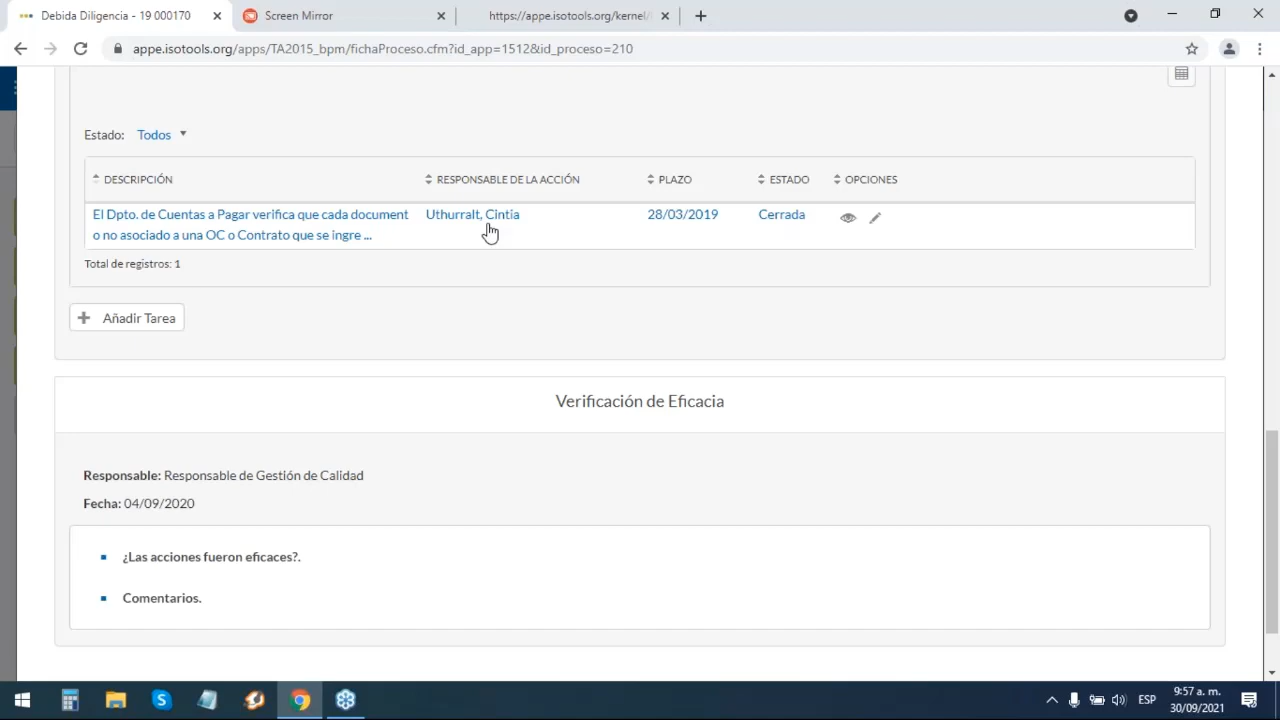 Debida Diligencia - 19 000170
Screen Mirror
https://appe.isotools.org/kernel/
appe.isotools.org/apps/TA2015_bpm/fichaProceso.cfm?id_app=1512&id_proceso=210
Estado: Todos
DESCRIPCIÓN RESPONSABLE DE LA ACCIÓN PLAZO ESTADO OPCIONES
El Dpto. de Cuentas a Pagar verifica que cada document Uthurralt, Cintia 28/03/2019 Cerrada
o no asociado a una OC o Contrato que se ingre ...
Total de registros: 1
Añadir Tarea
Verificación de Eficacia
Responsable: Responsable de Gestión de Calidad
Fecha: 04/09/2020
¿Las acciones fueron eficaces?.
Comentarios.
ESP
9:57 a. m.
30/09/2021